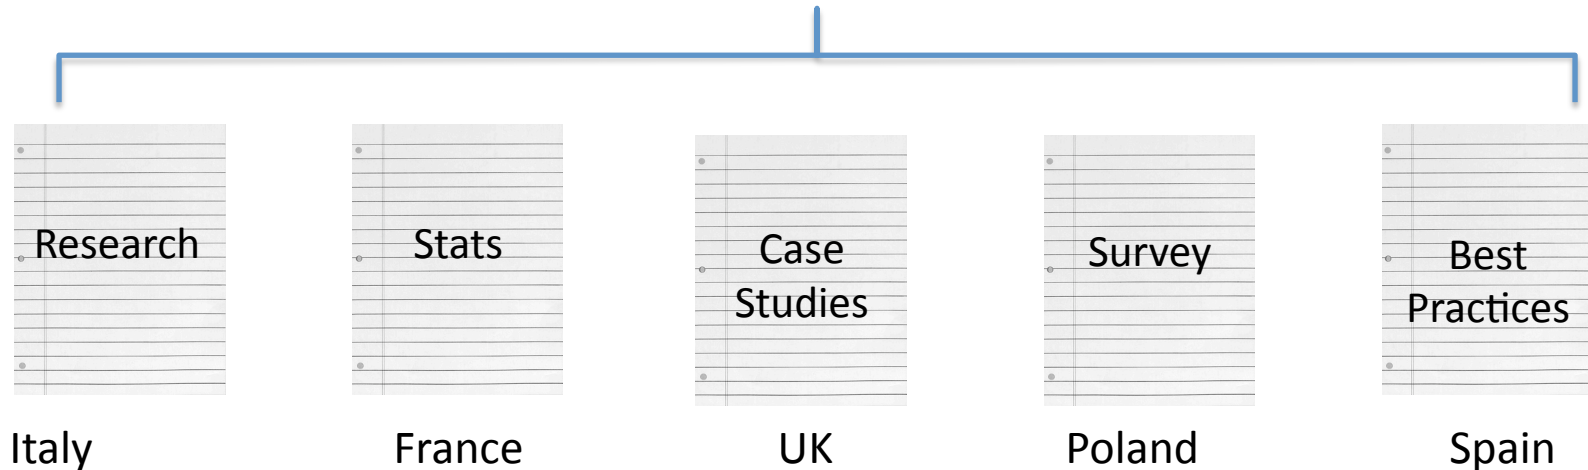 Research
Stats
Case
Studies
Survey
Best
Practices
Italy
France
UK
Poland
Spain